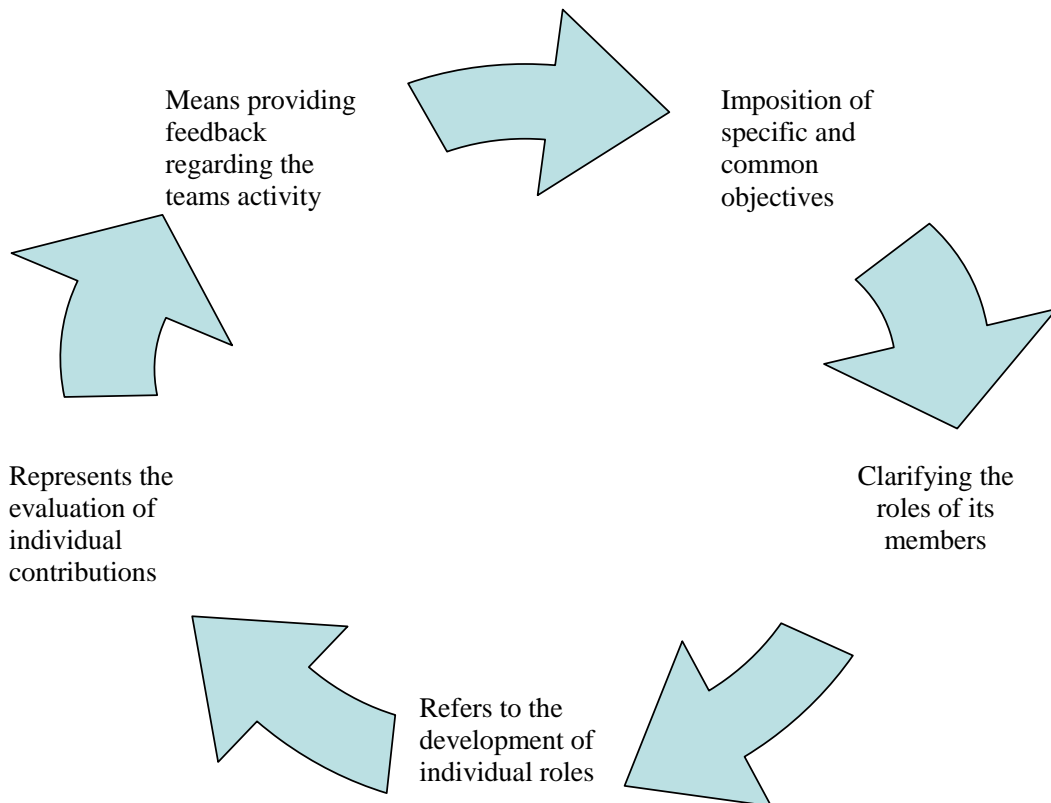 Means providing
feedback
regarding the
teams activity
Imposition of
specific and
common
objectives
Clarifying the
roles of its
members
Refers to the
development of
individual roles
Represents the
evaluation of
individual
contributions